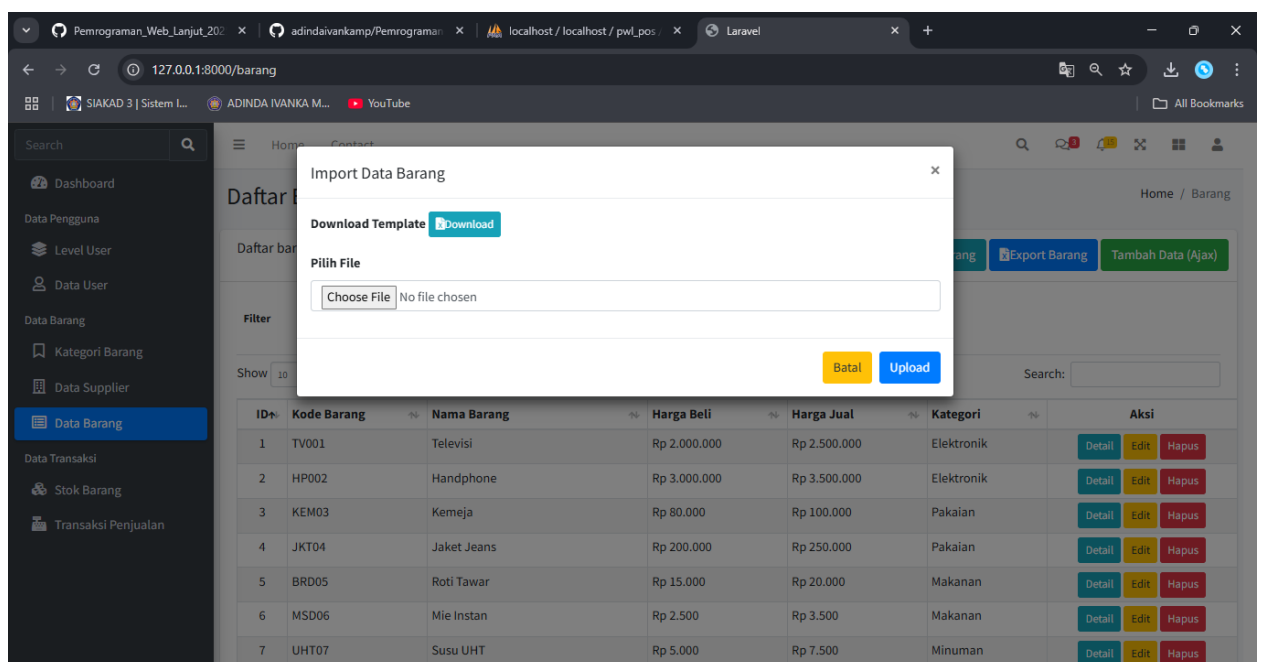 Pemrograman_Web_Lanjut_202
adindaivankamp/Pemrograman
localhost / localhost / pwl_pos /
Laravel
127.0.0.1:8000/barang
SIAKAD 3 | Sistem I...
ADINDA IVANKA M...
YouTube
All Bookmarks
Search
Home
Contact
3
15
Import Data Barang
×
Dashboard
Daftar
Home / Barang
Data Pengguna
Download Template Download
Level User
Daftar bar
Export Barang
Tambah Data (Ajax)
Pilih File
Data User
Choose File No file chosen
Data Barang
Filter
Kategori Barang
Batal
Upload
Show 10
Search:
Data Supplier
ID Kode Barang Nama Barang Harga Beli Harga Jual Kategori Aksi
Data Barang
1 TV001 Televisi Rp 2.000.000 Rp 2.500.000 Elektronik Detail Edit Hapus
Data Transaksi
2 HP002 Handphone Rp 3.000.000 Rp 3.500.000 Elektronik Detail Edit Hapus
Stok Barang
3 KEM03 Kemeja Rp 80.000 Rp 100.000 Pakaian Detail Edit Hapus
Transaksi Penjualan
4 JKT04 Jaket Jeans Rp 200.000 Rp 250.000 Pakaian Detail Edit Hapus
5 BRD05 Roti Tawar Rp 15.000 Rp 20.000 Makanan Detail Edit Hapus
6 MSD06 Mie Instan Rp 2.500 Rp 3.500 Makanan Detail Edit Hapus
7 UHT07 Susu UHT Rp 5.000 Rp 7.500 Minuman Detail Edit Hapus